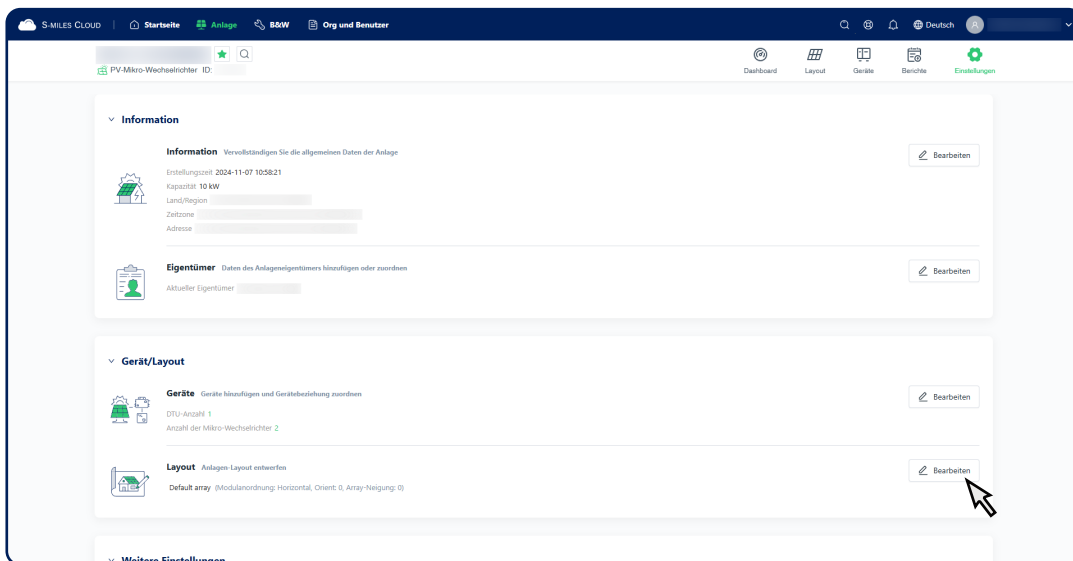 S-MILES CLOUD Startseite Anlage B&W Org und Benutzer Deutsch A
PV-Mikro-Wechselrichter ID:
Dashboard Layout Geräte Berichte Einstellungen
Information
Information Vervollständigen Sie die allgemeinen Daten der Anlage Bearbeiten
Erstellungszeit 2024-11-07 10:58:21
Kapazität 10 kW
Land/Region
Zeitzone
Adresse
Eigentümer Daten des Anlageneigentümers hinzufügen oder zuordnen Bearbeiten
Aktueller Eigentümer
Gerät/Layout
Geräte Geräte hinzufügen und Gerätebeziehung zuordnen Bearbeiten
DTU-Anzahl 1
Anzahl der Mikro-Wechselrichter 2
Layout Anlagen-Layout entwerfen Bearbeiten
Default array (Modulanordnung: Horizontal, Orient: 0, Array-Neigung: 0)
Weitere Einstellungen